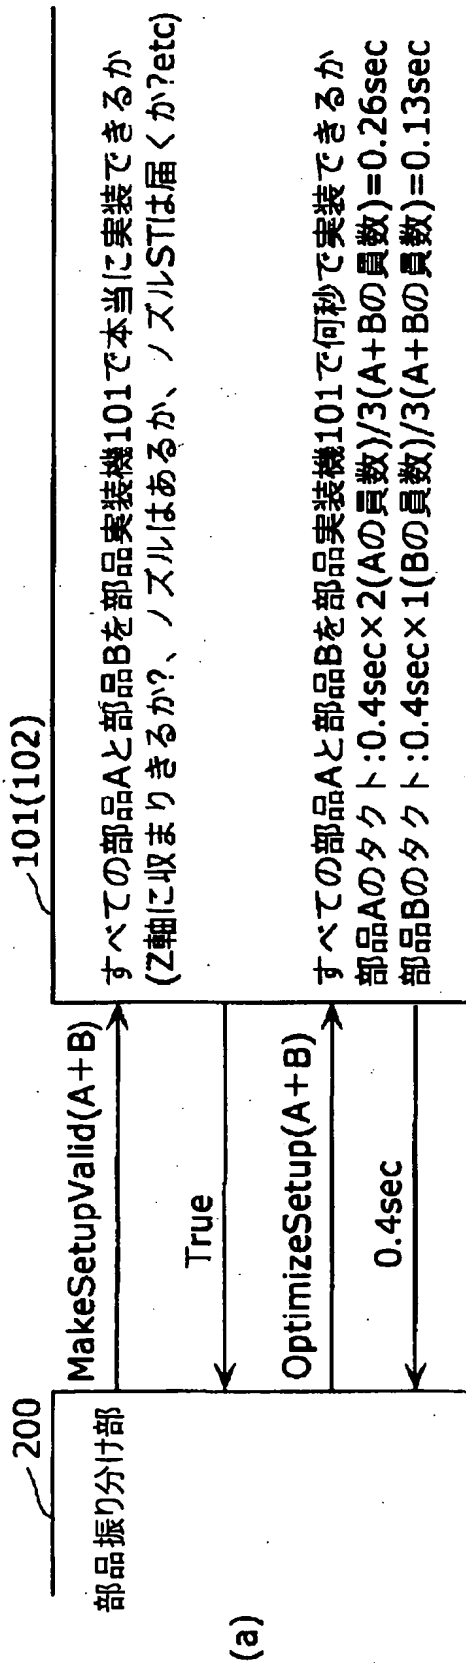 (a)
200
部品振り分け部
MakeSetupValid(A+B)
True
OptimizeSetup(A+B)
0.4sec
101(102)
すべての部品Aと部品Bを部品実装機101で本当に実装できるか
(Z軸に収まりきるか?、ノズルはあるか、ノズルSTは届くか?etc)
すべての部品Aと部品Bを部品実装機101で何秒で実装できるか
部品Aのタクト:0.4sec×2(Aの員数)/3(A+Bの員数)=0.26sec
部品Bのタクト:0.4sec×1(Bの員数)/3(A+Bの員数)=0.13sec